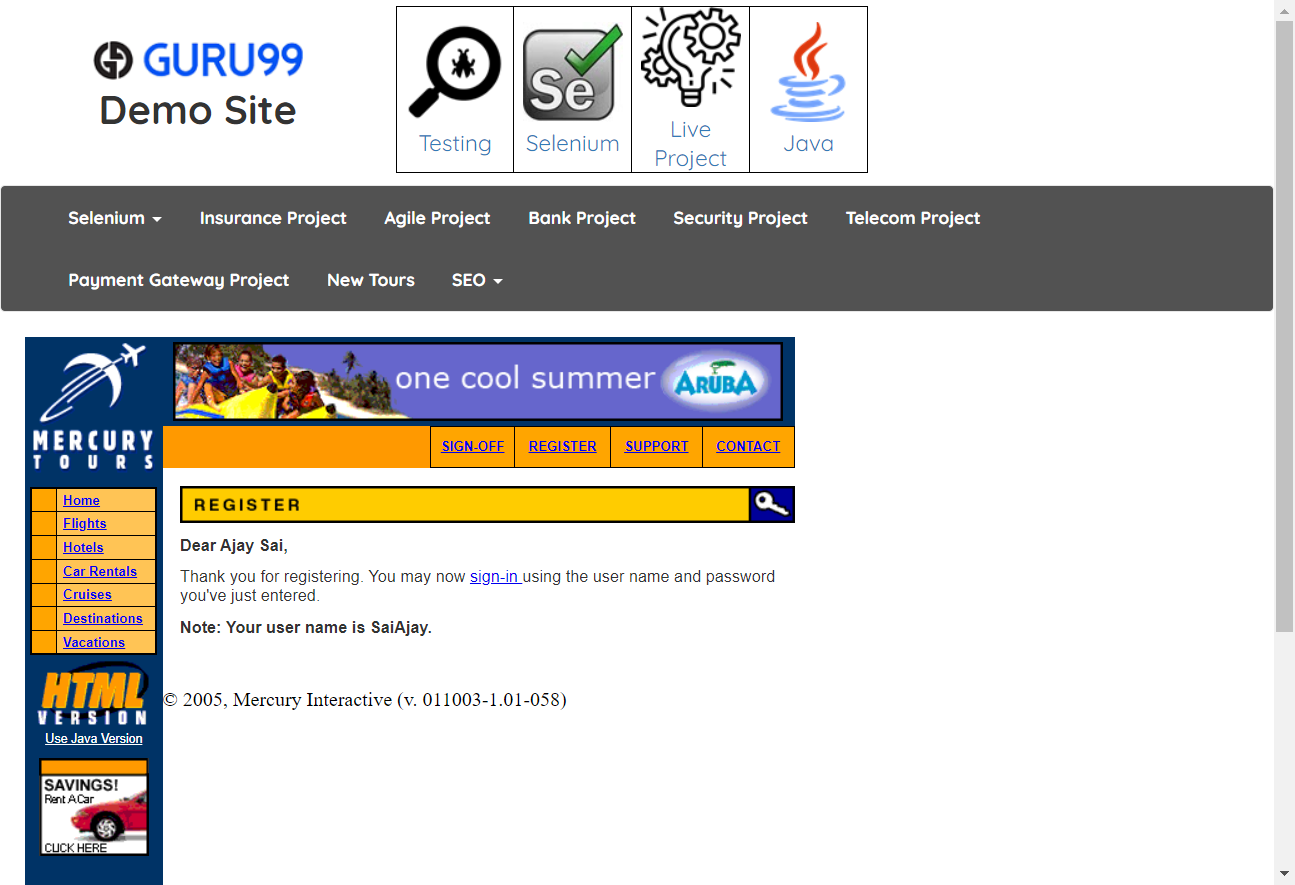 GURU99
Demo Site
Testing
Se
Selenium
Live
Project
Java
Selenium
Insurance Project
Agile Project
Bank Project
Security Project
Telecom Project
Payment Gateway Project
New Tours
SEO
MERCURY
TOURS
one cool summer
ARUBA
SIGN-OFF
REGISTER
SUPPORT
CONTACT
Home
Flights
Hotels
Car Rentals
Cruises
Destinations
Vacations
HTML
VERSION
Use Java Version
SAVINGS!
Rent A Car
CLICK HERE
REGISTER
Dear Ajay Sai,
Thank you for registering. You may now sign-in using the user name and password
you've just entered.
Note: Your user name is SaiAjay.
© 2005, Mercury Interactive (v. 011003-1.01-058)